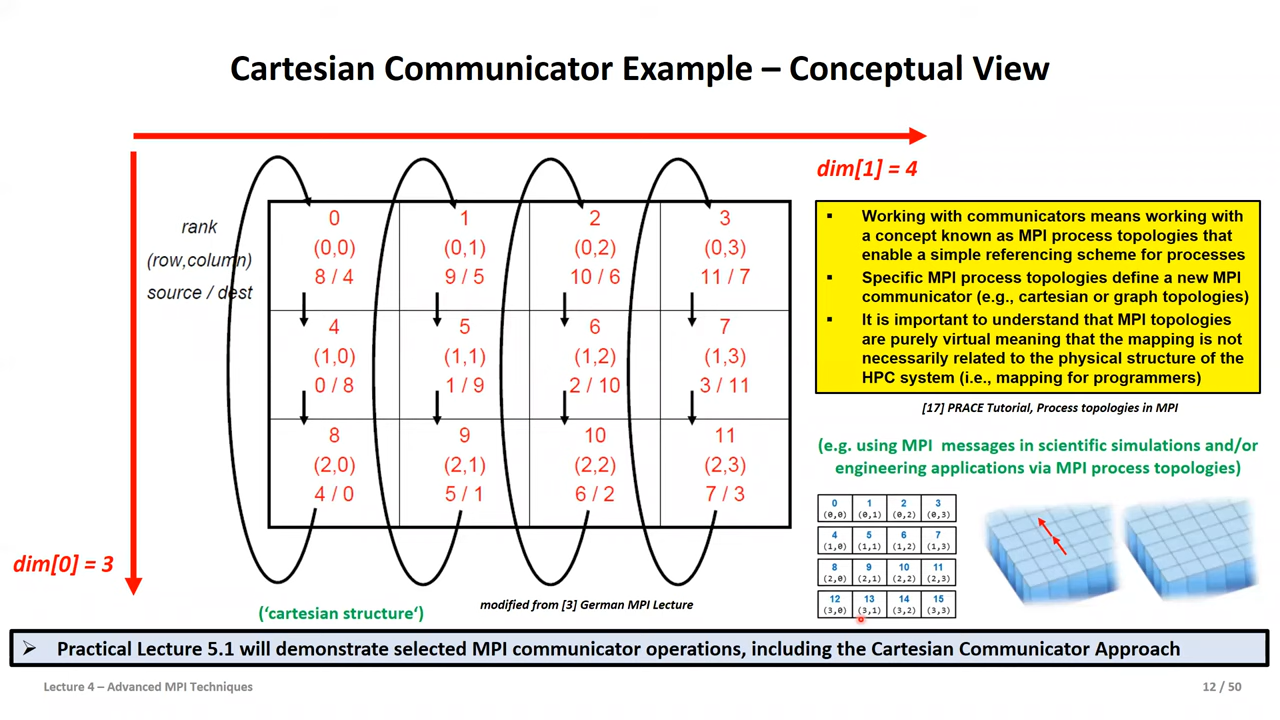 Cartesian Communicator Example – Conceptual View
dim[1] = 4
rank
(row,column)
source / dest
0 1 2 3
(0,0) (0,1) (0,2) (0,3)
8 / 4 9 / 5 10 / 6 11 / 7
4 5 6 7
(1,0) (1,1) (1,2) (1,3)
0 / 8 1 / 9 2 / 10 3 / 11
8 9 10 11
(2,0) (2,1) (2,2) (2,3)
4 / 0 5 / 1 6 / 2 7 / 3
dim[0] = 3
(‘cartesian structure‘)
modified from [3] German MPI Lecture
▪ Working with communicators means working with
a concept known as MPI process topologies that
enable a simple referencing scheme for processes
▪ Specific MPI process topologies define a new MPI
communicator (e.g., cartesian or graph topologies)
▪ It is important to understand that MPI topologies
are purely virtual meaning that the mapping is not
necessarily related to the physical structure of the
HPC system (i.e., mapping for programmers)
[17] PRACE Tutorial, Process topologies in MPI
(e.g. using MPI messages in scientific simulations and/or
engineering applications via MPI process topologies)
0 1 2 3
(0,0) (0,1) (0,2) (0,3)
4 5 6 7
(1,0) (1,1) (1,2) (1,3)
8 9 10 11
(2,0) (2,1) (2,2) (2,3)
12 13 14 15
(3,0) (3,1) (3,2) (3,3)
➢ Practical Lecture 5.1 will demonstrate selected MPI communicator operations, including the Cartesian Communicator Approach
Lecture 4 – Advanced MPI Techniques
12 / 50